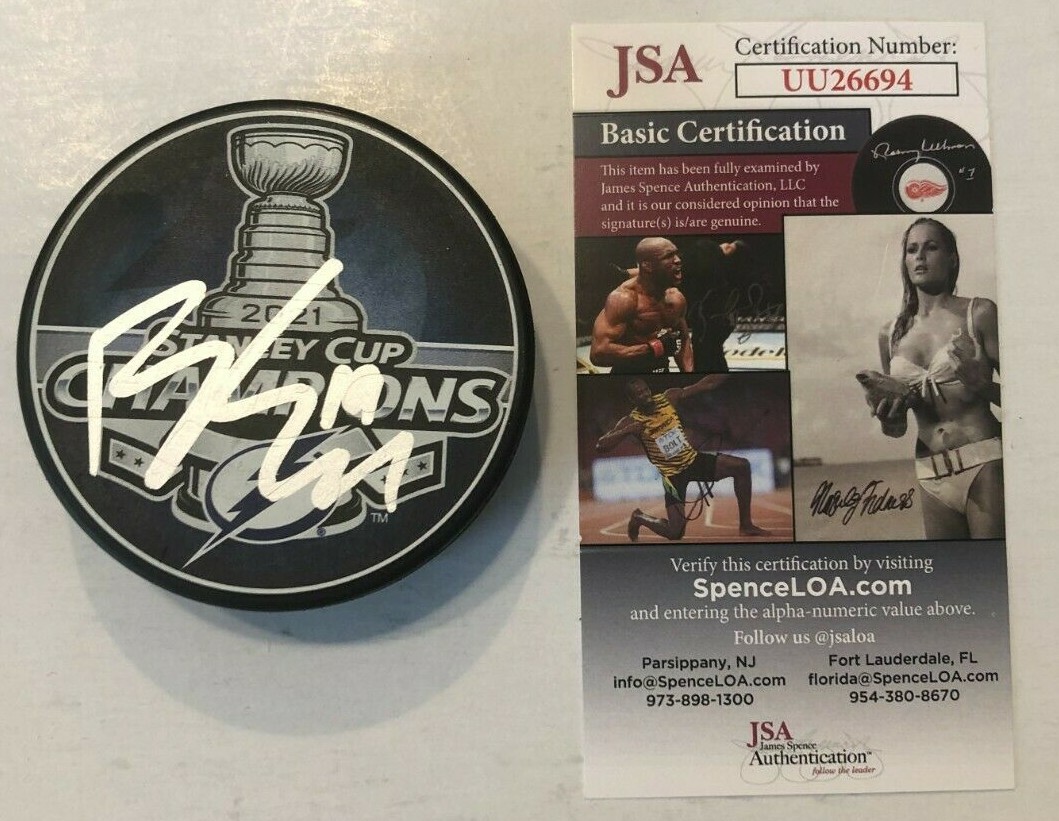 2021
STANLEY CUP
CHAMPIONS
TM
JSA
Certification Number:
UU26694
Basic Certification
This item has been fully examined by
James Spence Authentication, LLC
and it is our considered opinion that the
signature(s) is/are genuine.
#7
BOLT
Verify this certification by visiting
SpenceLOA.com
and entering the alpha-numeric value above.
Follow us @jsaloa
Parsippany, NJ
info@SpenceLOA.com
973-898-1300
Fort Lauderdale, FL
florida@SpenceLOA.com
954-380-8670
JSA
James Spence
Authentication™
follow the leader